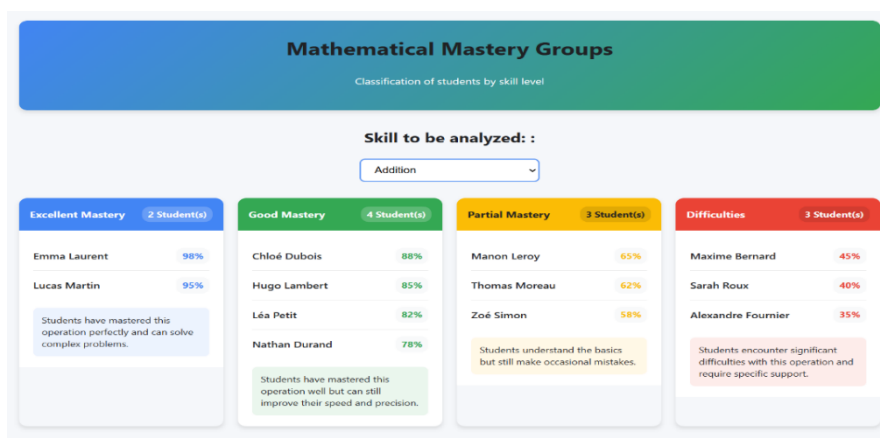 Mathematical Mastery Groups
Classification of students by skill level
Skill to be analyzed: :
Addition
Excellent Mastery 2 Student(s)
Emma Laurent 98%
Lucas Martin 95%
Students have mastered this
operation perfectly and can solve
complex problems.
Good Mastery 4 Student(s)
Chloé Dubois 88%
Hugo Lambert 85%
Léa Petit 82%
Nathan Durand 78%
Students have mastered this
operation well but can still
improve their speed and precision.
Partial Mastery 3 Student(s)
Manon Leroy 65%
Thomas Moreau 62%
Zoé Simon 58%
Students understand the basics
but still make occasional mistakes.
Difficulties 3 Student(s)
Maxime Bernard 45%
Sarah Roux 40%
Alexandre Fournier 35%
Students encounter significant
difficulties with this operation and
require specific support.